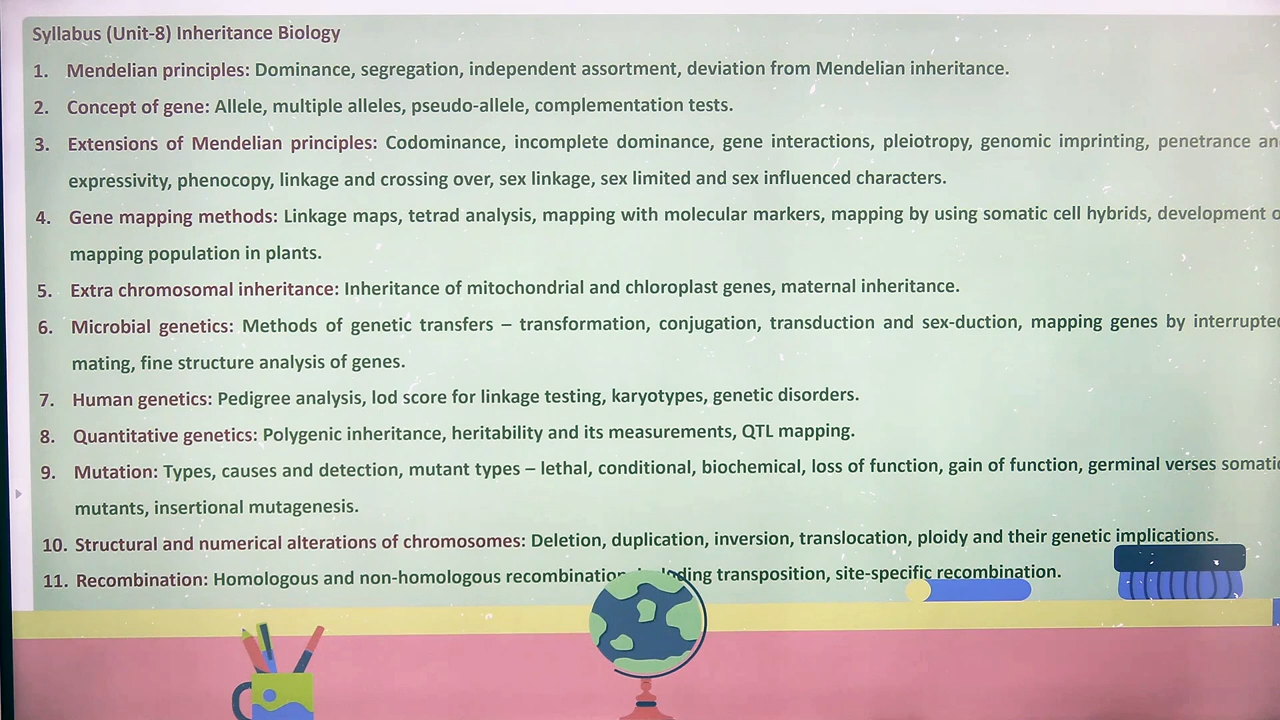 Syllabus (Unit-8) Inheritance Biology
1. Mendelian principles: Dominance, segregation, independent assortment, deviation from Mendelian inheritance.
2. Concept of gene: Allele, multiple alleles, pseudo-allele, complementation tests.
3. Extensions of Mendelian principles: Codominance, incomplete dominance, gene interactions, pleiotropy, genomic imprinting, penetrance an
expressivity, phenocopy, linkage and crossing over, sex linkage, sex limited and sex influenced characters.
4. Gene mapping methods: Linkage maps, tetrad analysis, mapping with molecular markers, mapping by using somatic cell hybrids, development
mapping population in plants.
5. Extra chromosomal inheritance: Inheritance of mitochondrial and chloroplast genes, maternal inheritance.
6. Microbial genetics: Methods of genetic transfers – transformation, conjugation, transduction and sex-duction, mapping genes by interrupted
mating, fine structure analysis of genes.
7. Human genetics: Pedigree analysis, lod score for linkage testing, karyotypes, genetic disorders.
8. Quantitative genetics: Polygenic inheritance, heritability and its measurements, QTL mapping.
9. Mutation: Types, causes and detection, mutant types – lethal, conditional, biochemical, loss of function, gain of function, germinal verses somatic
mutants, insertional mutagenesis.
10. Structural and numerical alterations of chromosomes: Deletion, duplication, inversion, translocation, ploidy and their genetic implications.
11. Recombination: Homologous and non-homologous recombination transposition, site-specific recombination.